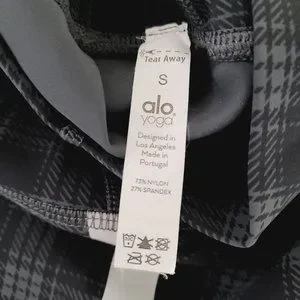 Tear Away
S
alo
yoga
Designed in
Los Angeles
Made in
Portugal
73% NYLON
27% SPANDEX